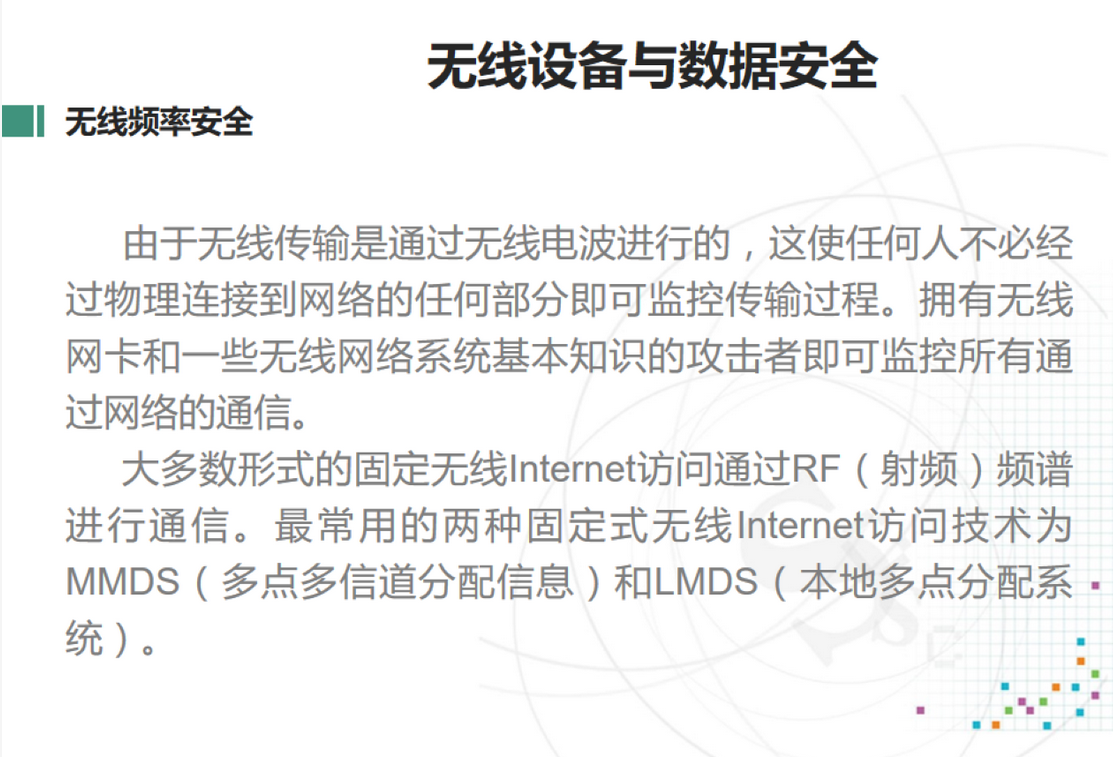 无线设备与数据安全
无线频率安全
由于无线传输是通过无线电波进行的，这使任何人不必经
过物理连接到网络的任何部分即可监控传输过程。拥有无线
网卡和一些无线网络系统基本知识的攻击者即可监控所有通
过网络的通信。
大多数形式的固定无线Internet访问通过RF（射频）频谱
进行通信。最常用的两种固定式无线Internet访问技术为
MMDS（多点多信道分配信息）和LMDS（本地多点分配系
统）。